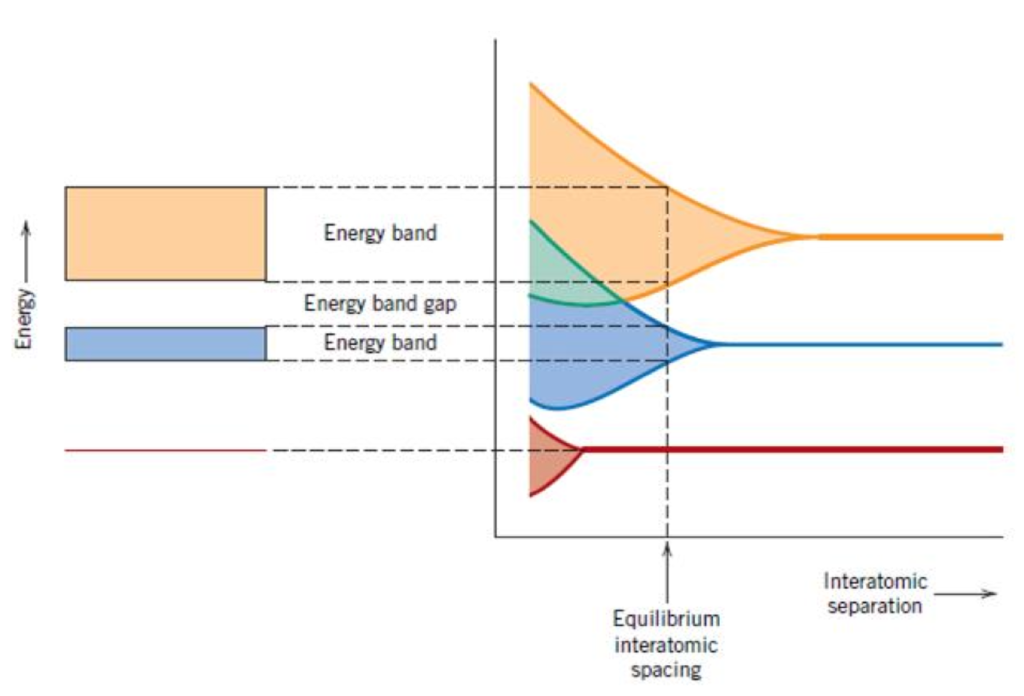 Energy band
Energy band gap
Energy band
Energy
Interatomic
separation
Equilibrium
interatomic
spacing